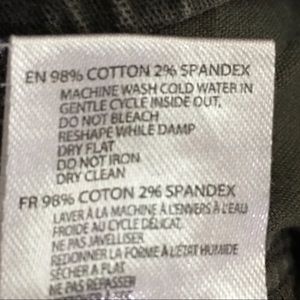 EN 98% COTTON 2% SPANDEX
MACHINE WASH COLD WATER IN
GENTLE CYCLE INSIDE OUT,
DO NOT BLEACH
RESHAPE WHILE DAMP
DRY FLAT
DO NOT IRON
DRY CLEAN
FR 98% COTON 2% SPANDEX
LAVER À LA MACHINE À L'ENVERS À L'EAU
FROIDE AU CYCLE DÉLICAT,
NE PAS JAVELLISER
REDONNER LA FORME À L'ÉTAT HUMIDE
SÉCHER A PLAT
NE PAS REPASSER